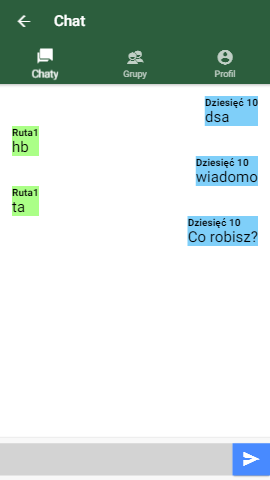 Chat
Chaty
Grupy
Profil
Dziesięć 10
dsa
Ruta1
hb
Dziesięć 10
wiadomo
Ruta1
ta
Dziesięć 10
Co robisz?